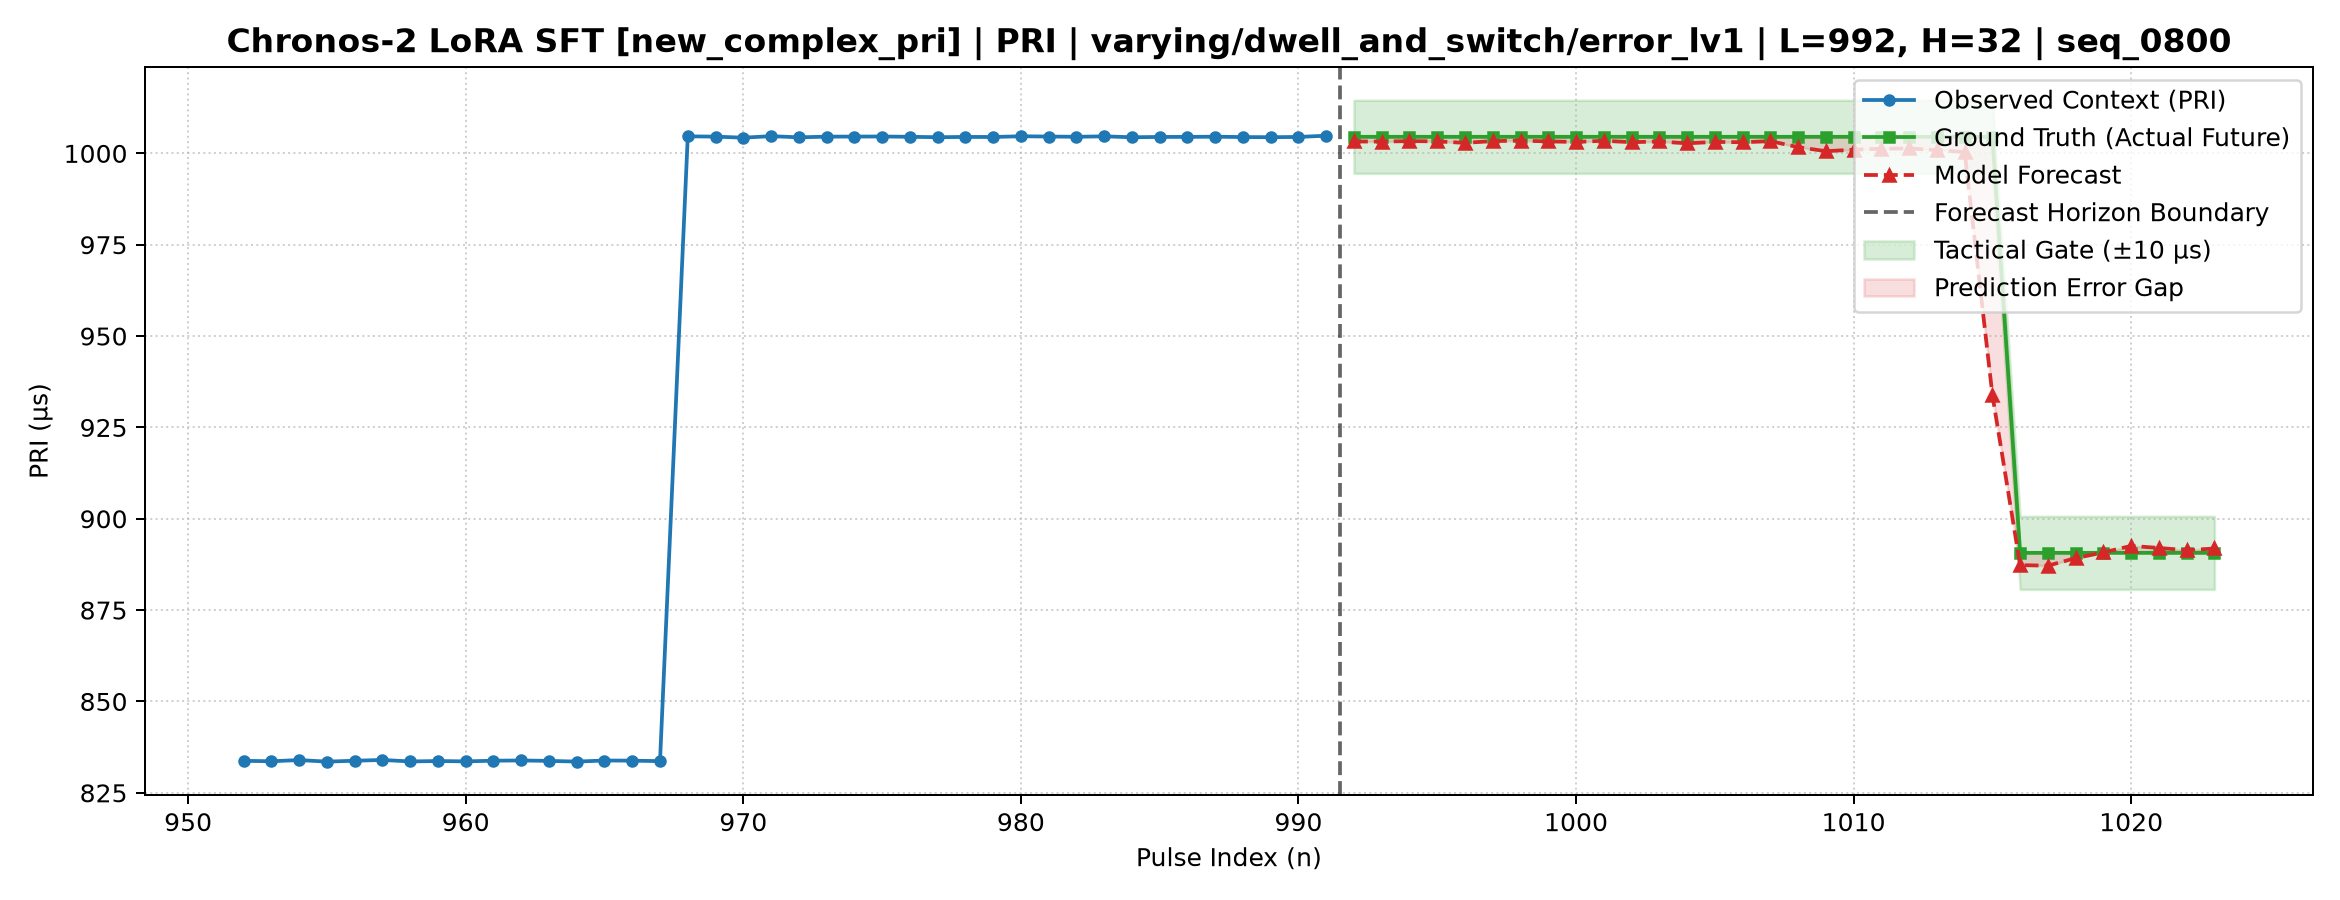 Chronos-2 LoRA SFT [new_complex_pri] | PRI | varying/dwell_and_switch/error_lv1 | L=992, H=32 | seq_0800
Observed Context (PRI)
Ground Truth (Actual Future)
Model Forecast
Forecast Horizon Boundary
Tactical Gate (±10 µs)
Prediction Error Gap
PRI (µs)
1000
975
950
925
900
875
850
825
950 960 970 980 990 1000 1010 1020
Pulse Index (n)